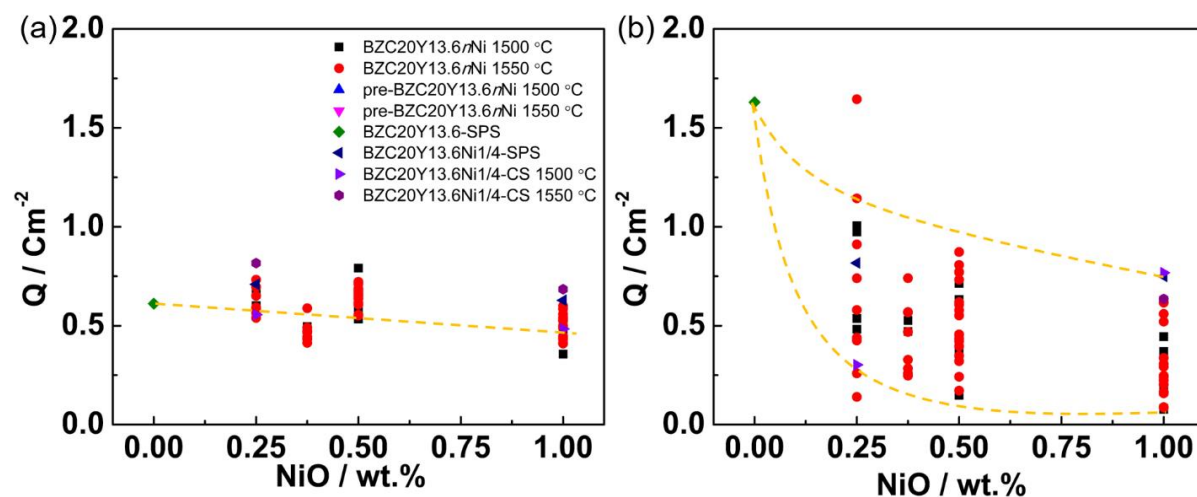 (a)
2.0
1.5
1.0
0.5
0.0
Q / Cm⁻²
0.00 0.25 0.50 0.75 1.00
NiO / wt.%
BZC20Y13.6nNi 1500 °C
BZC20Y13.6nNi 1550 °C
pre-BZC20Y13.6nNi 1500 °C
pre-BZC20Y13.6nNi 1550 °C
BZC20Y13.6-SPS
BZC20Y13.6Ni1/4-SPS
BZC20Y13.6Ni1/4-CS 1500 °C
BZC20Y13.6Ni1/4-CS 1550 °C
(b)
2.0
1.5
1.0
0.5
0.0
Q / Cm⁻²
0.00 0.25 0.50 0.75 1.00
NiO / wt.%